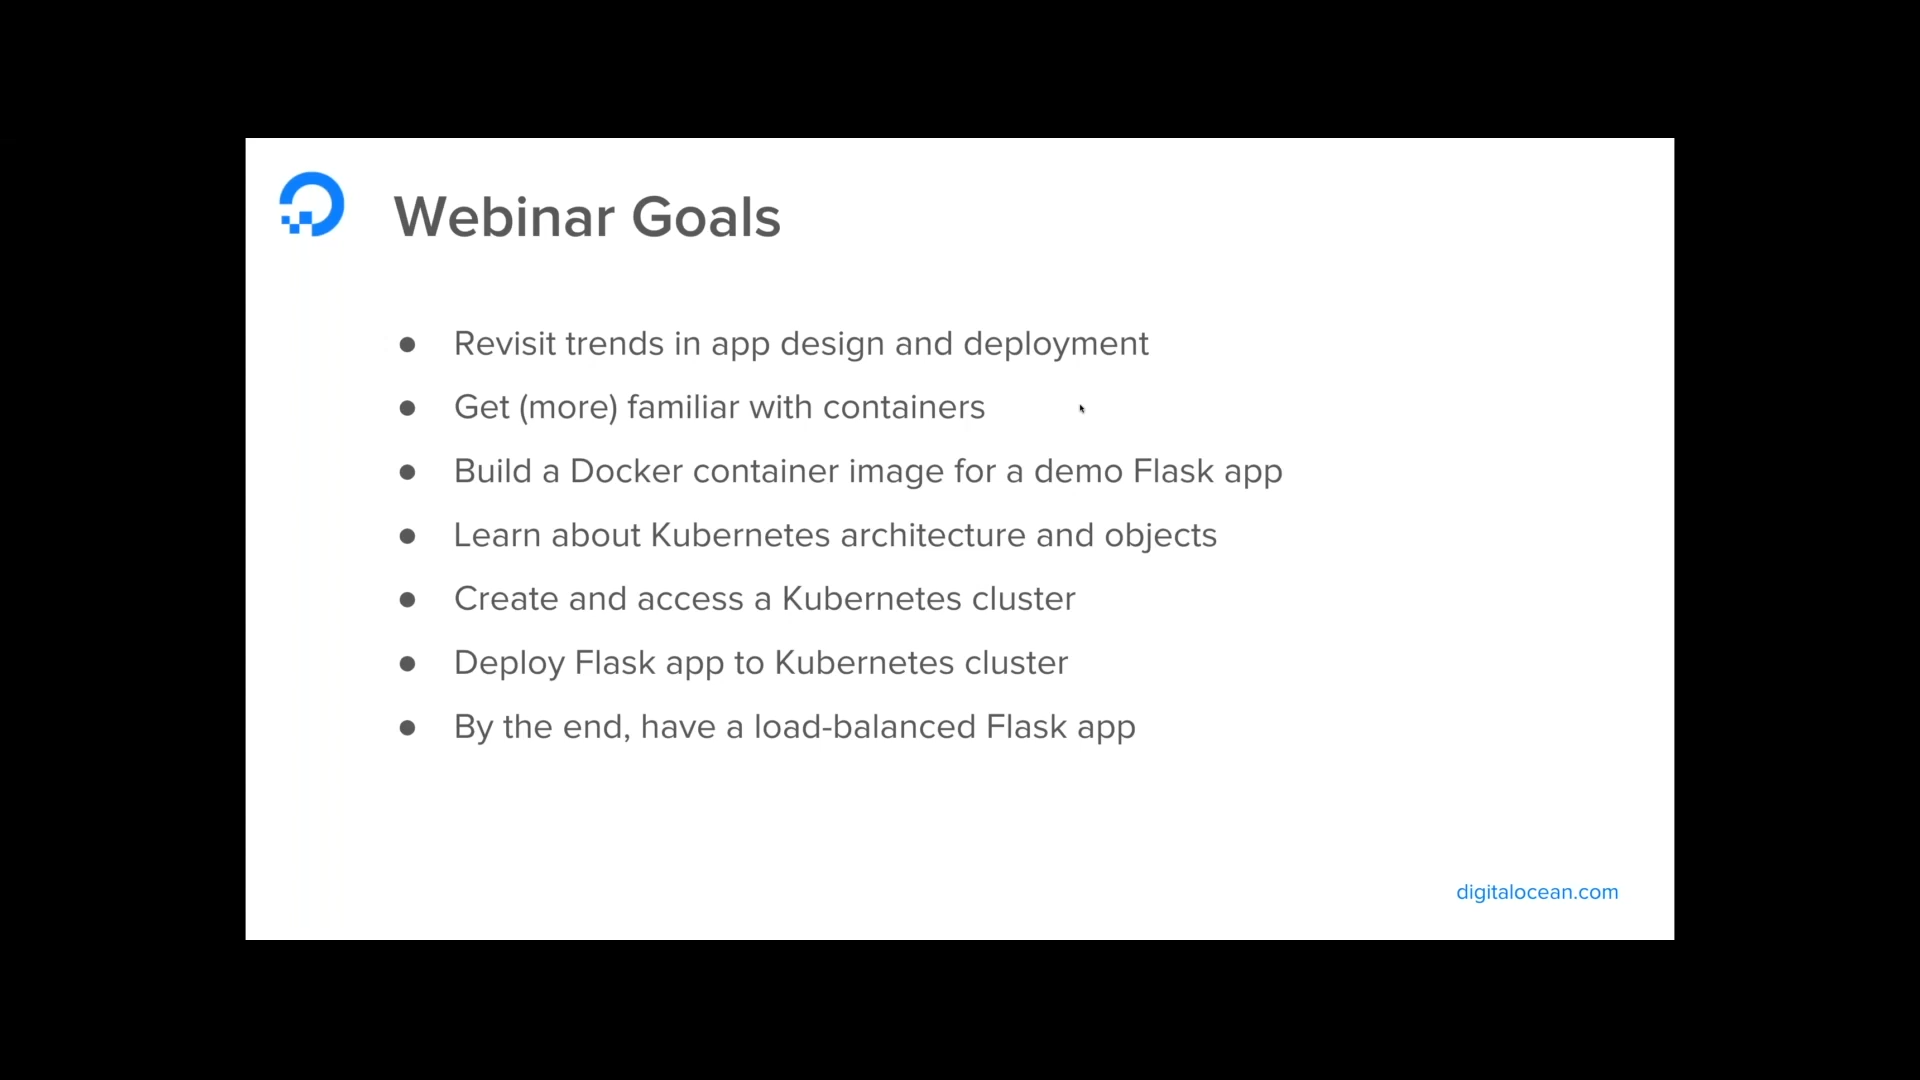 Webinar Goals
● Revisit trends in app design and deployment
● Get (more) familiar with containers
● Build a Docker container image for a demo Flask app
● Learn about Kubernetes architecture and objects
● Create and access a Kubernetes cluster
● Deploy Flask app to Kubernetes cluster
● By the end, have a load-balanced Flask app
digitalocean.com